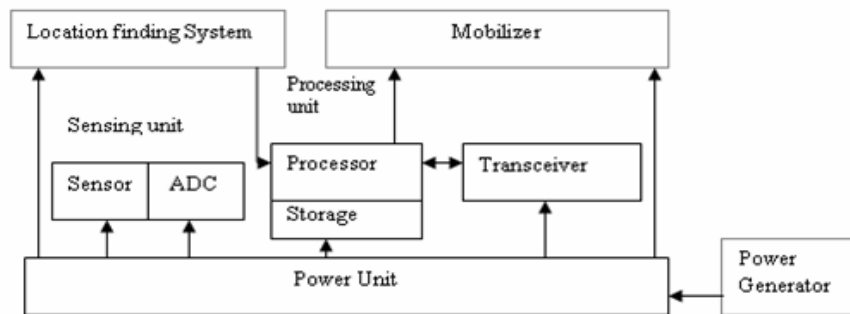 Location finding System
Mobilizer
Processing
unit
Sensing unit
Sensor
ADC
Processor
Storage
Transceiver
Power Unit
Power
Generator